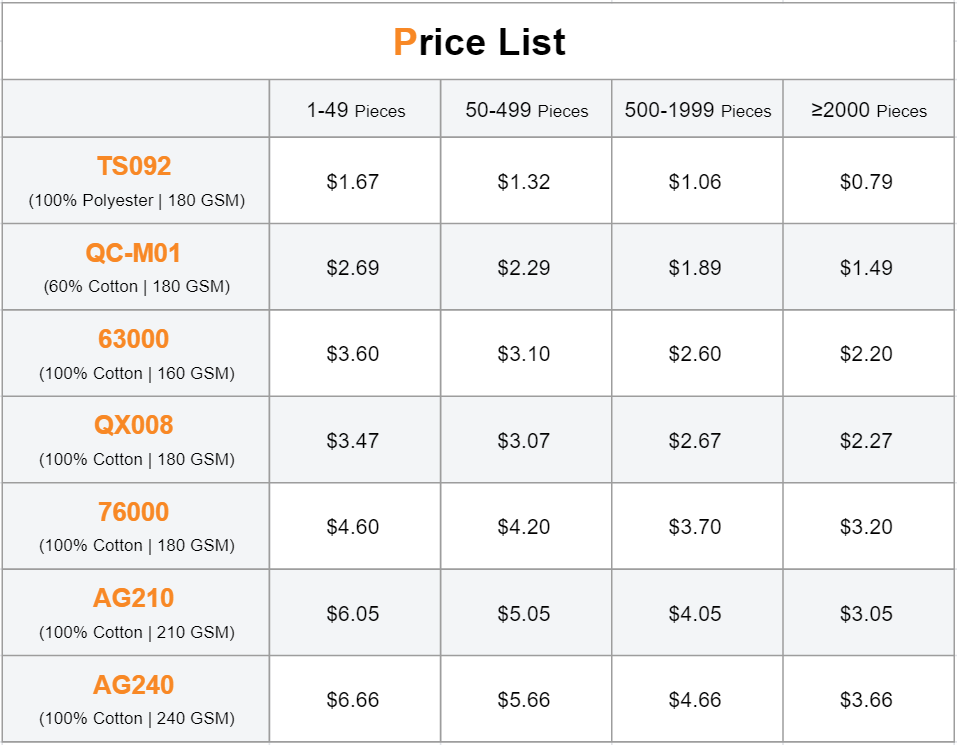 Price List
1-49 Pieces 50-499 Pieces 500-1999 Pieces ≥2000 Pieces
TS092
(100% Polyester | 180 GSM)
$1.67 $1.32 $1.06 $0.79
QC-M01
(60% Cotton | 180 GSM)
$2.69 $2.29 $1.89 $1.49
63000
(100% Cotton | 160 GSM)
$3.60 $3.10 $2.60 $2.20
QX008
(100% Cotton | 180 GSM)
$3.47 $3.07 $2.67 $2.27
76000
(100% Cotton | 180 GSM)
$4.60 $4.20 $3.70 $3.20
AG210
(100% Cotton | 210 GSM)
$6.05 $5.05 $4.05 $3.05
AG240
(100% Cotton | 240 GSM)
$6.66 $5.66 $4.66 $3.66